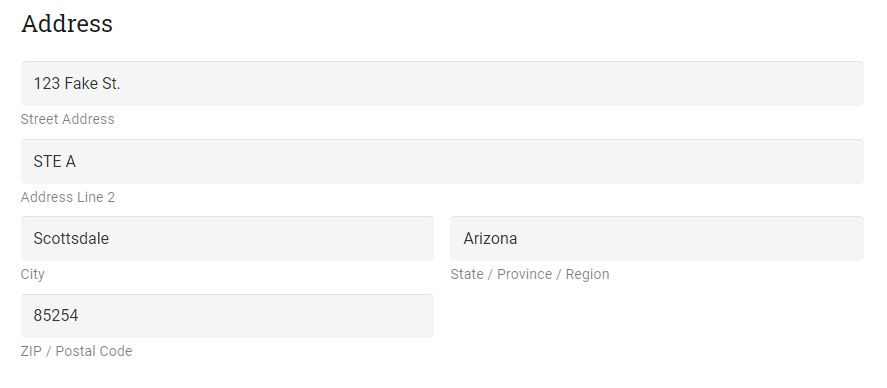 Address
123 Fake St.
Street Address
STE A
Address Line 2
Scottsdale
Arizona
City
State / Province / Region
85254
ZIP / Postal Code